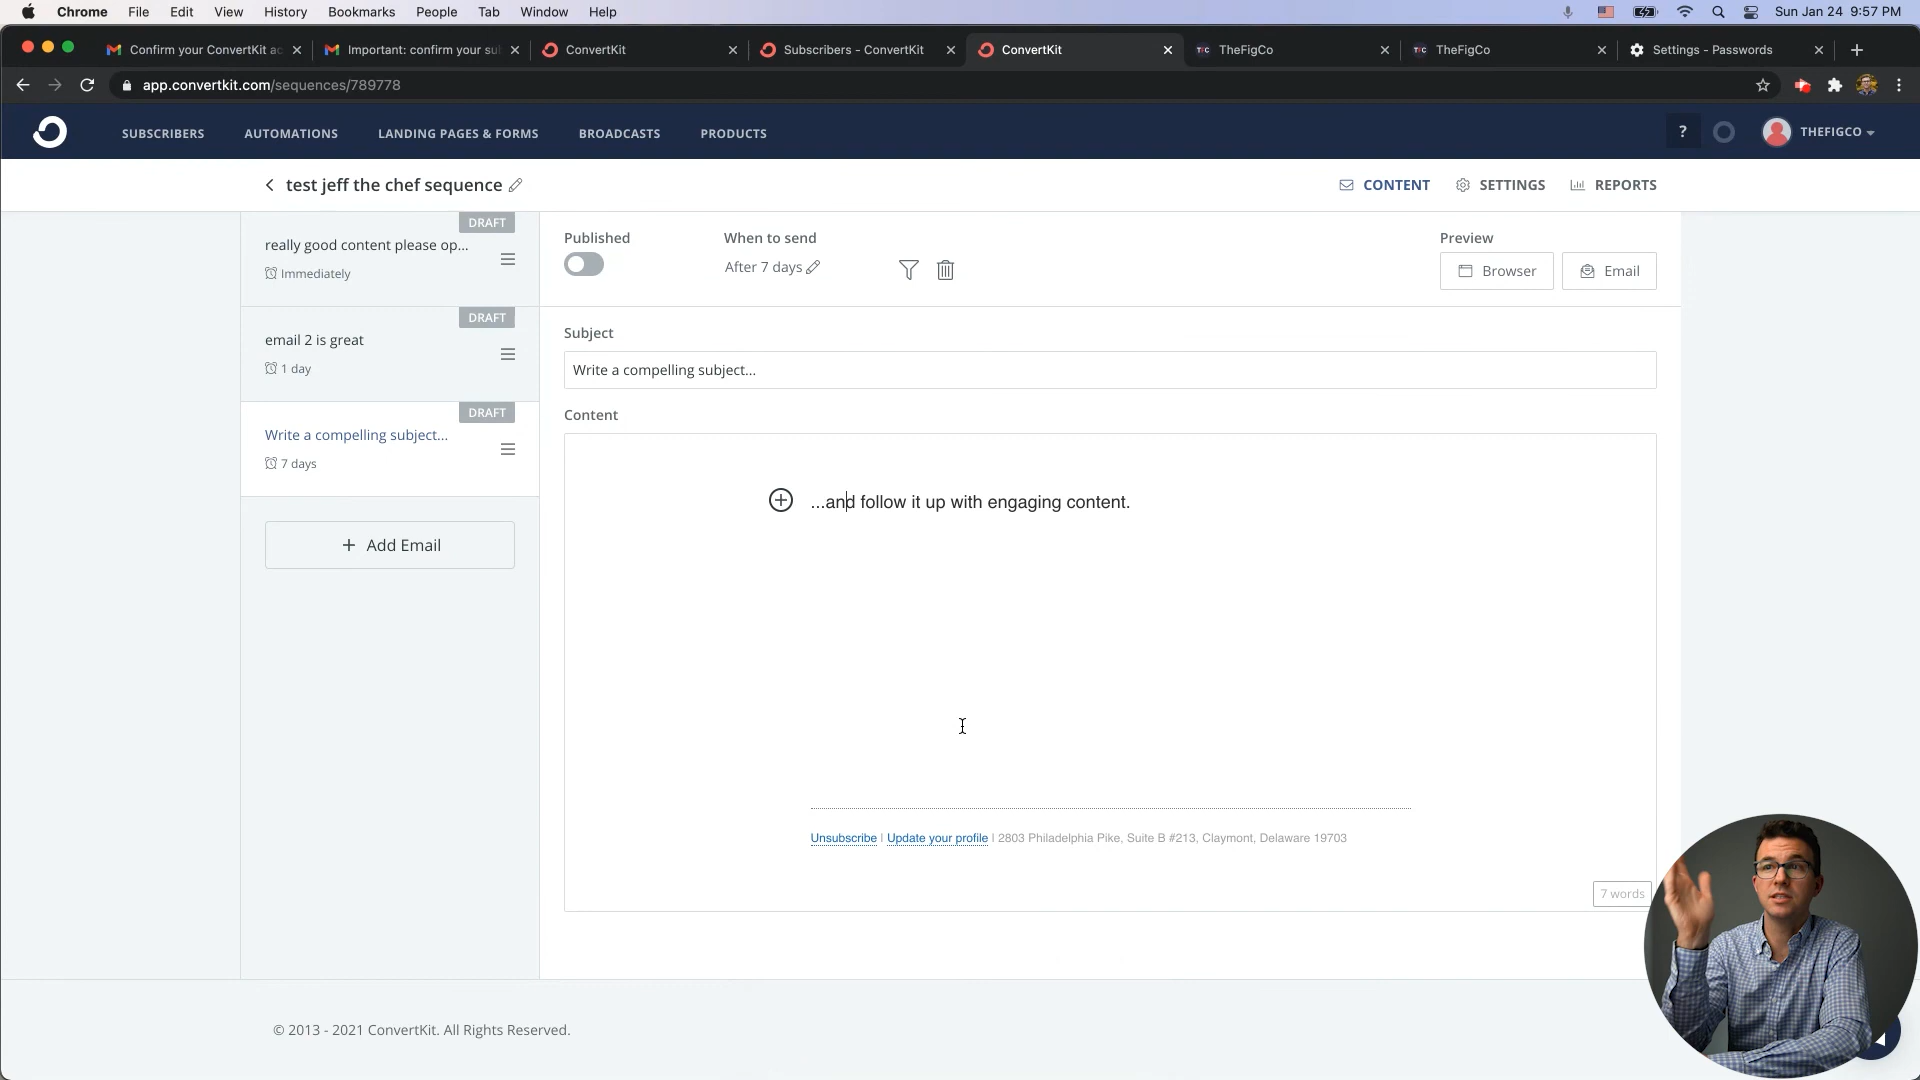 Chrome File Edit View History Bookmarks People Tab Window Help Sun Jan 24 9:57 PM
Confirm your ConvertKit ac Important: confirm your sul ConvertKit Subscribers - ConvertKit ConvertKit TheFigCo TheFigCo Settings - Passwords
app.convertkit.com/sequences/789778
SUBSCRIBERS AUTOMATIONS LANDING PAGES & FORMS BROADCASTS PRODUCTS ? THEFIGCO
test jeff the chef sequence CONTENT SETTINGS REPORTS
DRAFT
really good content please op...
Immediately
DRAFT
email 2 is great
1 day
DRAFT
Write a compelling subject...
7 days
+ Add Email
Published When to send Preview
After 7 days Browser Email
Subject
Write a compelling subject...
Content
...and follow it up with engaging content.
Unsubscribe | Update your profile | 2803 Philadelphia Pike, Suite B #213, Claymont, Delaware 19703
7 words
© 2013 - 2021 ConvertKit. All Rights Reserved.